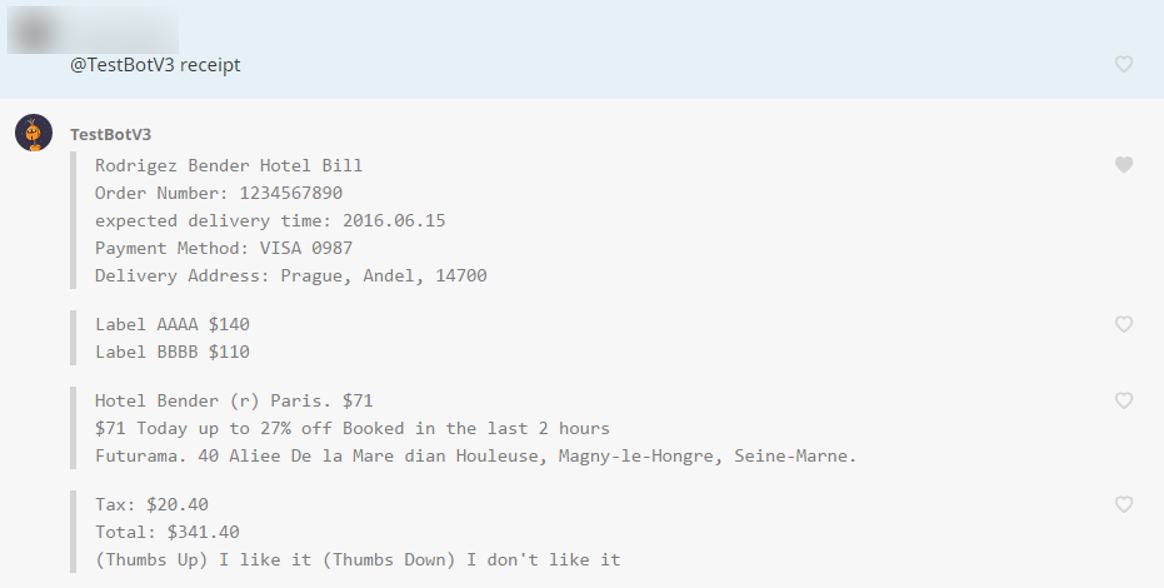 @TestBotV3 receipt
TestBotV3
Rodrigez Bender Hotel Bill
Order Number: 1234567890
expected delivery time: 2016.06.15
Payment Method: VISA 0987
Delivery Address: Prague, Andel, 14700
Label AAAA $140
Label BBBB $110
Hotel Bender (r) Paris. $71
$71 Today up to 27% off Booked in the last 2 hours
Futurama. 40 Aliee De la Mare dian Houleuse, Magny-le-Hongre, Seine-Marne.
Tax: $20.40
Total: $341.40
(Thumbs Up) I like it (Thumbs Down) I don't like it